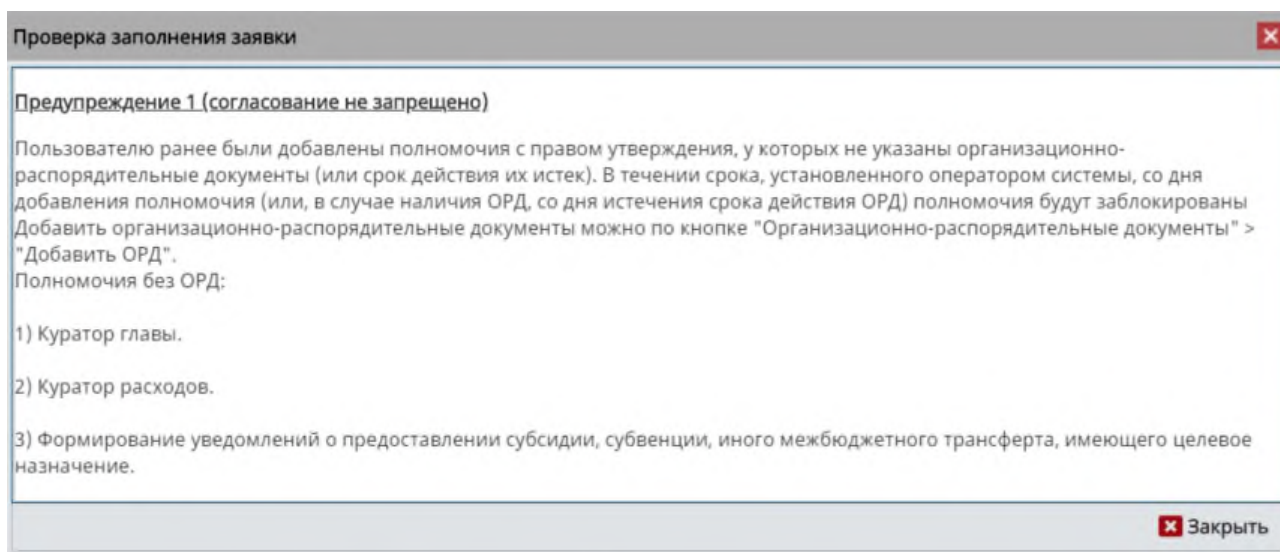 Проверка заполнения заявки
Предупреждение 1 (согласование не запрещено)
Пользователю ранее были добавлены полномочия с правом утверждения, у которых не указаны организационно-
распорядительные документы (или срок действия их истек). В течении срока, установленного оператором системы, со дня
добавления полномочия (или, в случае наличия ОРД, со дня истечения срока действия ОРД) полномочия будут заблокированы
Добавить организационно-распорядительные документы можно по кнопке "Организационно-распорядительные документы" >
"Добавить ОРД".
Полномочия без ОРД:
1) Куратор главы.
2) Куратор расходов.
3) Формирование уведомлений о предоставлении субсидии, субвенции, иного межбюджетного трансферта, имеющего целевое
назначение.
Закрыть